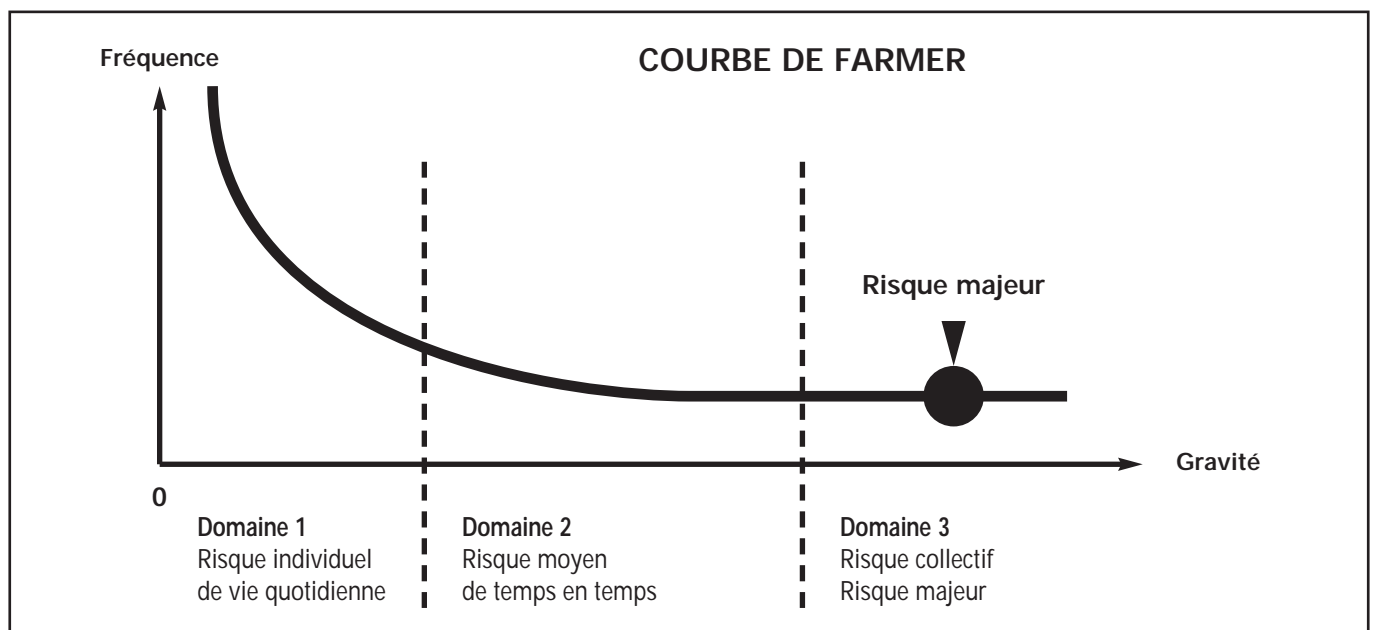 COURBE DE FARMER
Fréquence
Risque majeur
Gravité
0
Domaine 1
Risque individuel
de vie quotidienne
Domaine 2
Risque moyen
de temps en temps
Domaine 3
Risque collectif
Risque majeur